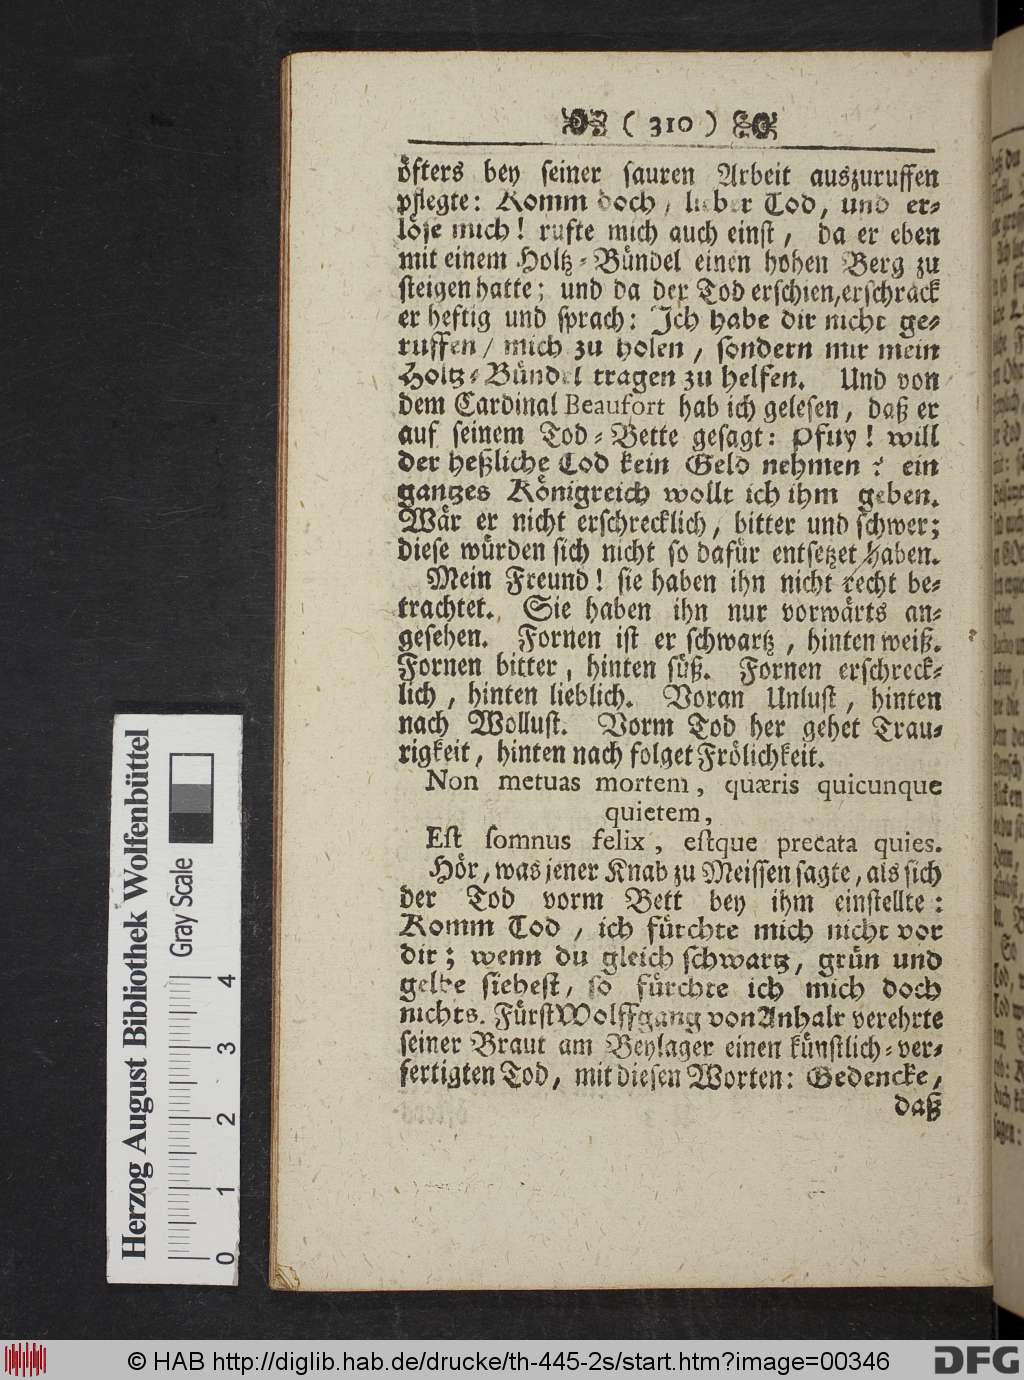 ( 310 )
öfters bey seiner sauren Arbeit auszuruffen
pflegte: Komm doch, lieber Tod, und er-
löse mich! rufte mich auch einst, da er eben
mit einem Holtz-Bündel einen hohen Berg zu
steigen hatte; und da der Tod erschien, erschrack
er heftig und sprach: Ich habe dir nicht ge-
ruffen / mich zu holen, sondern mir mein
Holtz-Bündel tragen zu helfen. Und von
dem Cardinal Beaufort hab ich gelesen, daß er
auf seinem Tod-Bette gesagt: Pfuy! will
der heßliche Tod kein Geld nehmen? ein
gantzes Königreich wollt ich ihm geben.
Wär er nicht erschrecklich, bitter und schwer;
diese würden sich nicht so dafür entsetzet haben.
Mein Freund! sie haben ihn nicht recht be-
trachtet. Sie haben ihn nur vorwärts an-
gesehen. Fornen ist er schwartz, hinten weiß.
Fornen bitter, hinten süß. Fornen erschreck-
lich, hinten lieblich. Voran Unlust, hinten
nach Wollust. Vorm Tod her gehet Trau-
rigkeit, hinten nach folget Frölichkeit.
Non metuas mortem, quæris quicunque
quietem,
Est somnus felix, estque precata quies.
Hör, was jener Knab zu Meissen sagte, als sich
der Tod vorm Bett bey ihm einstellte:
Komm Tod, ich fürchte mich nicht vor
dir; wenn du gleich schwartz, grün und
gelbe siehest, so fürchte ich mich doch
nichts. Fürst Wolffgang von Anhalt verehrte
seiner Braut am Beylager einen künstlich-ver-
fertigten Tod, mit diesen Worten: Gedencke,
daß
Herzog August Bibliothek Wolfenbüttel
Gray Scale
0 1 2 3 4
© HAB http://diglib.hab.de/drucke/th-445-2s/start.htm?image=00346
DFG